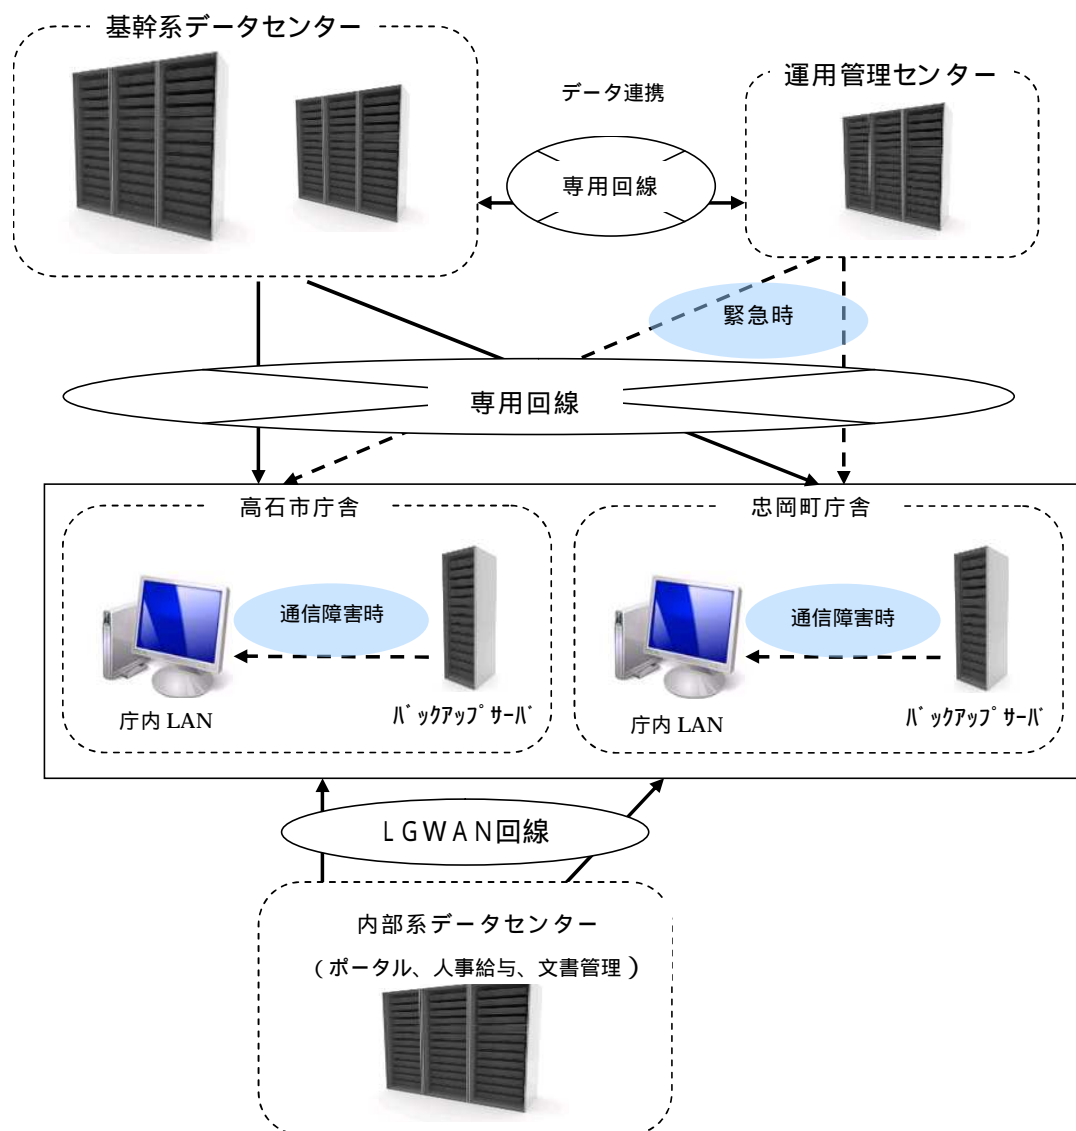 基幹系データセンター
運用管理センター
データ連携
専用回線
緊急時
専用回線
高石市庁舎
忠岡町庁舎
通信障害時
通信障害時
庁内 LAN
ﾊﾞｯｸｱｯﾌﾟｻｰﾊﾞ
庁内 LAN
ﾊﾞｯｸｱｯﾌﾟｻｰﾊﾞ
LGWAN回線
内部系データセンター
(ポータル、人事給与、文書管理)